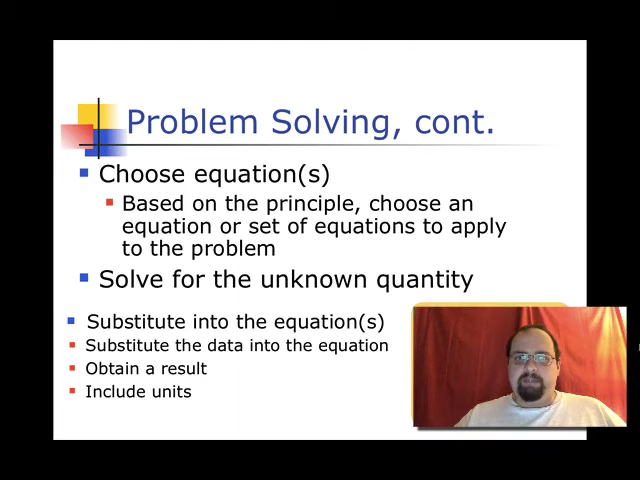 Problem Solving, cont.
Choose equation(s)
Based on the principle, choose an
equation or set of equations to apply
to the problem
Solve for the unknown quantity
Substitute into the equation(s)
Substitute the data into the equation
Obtain a result
Include units